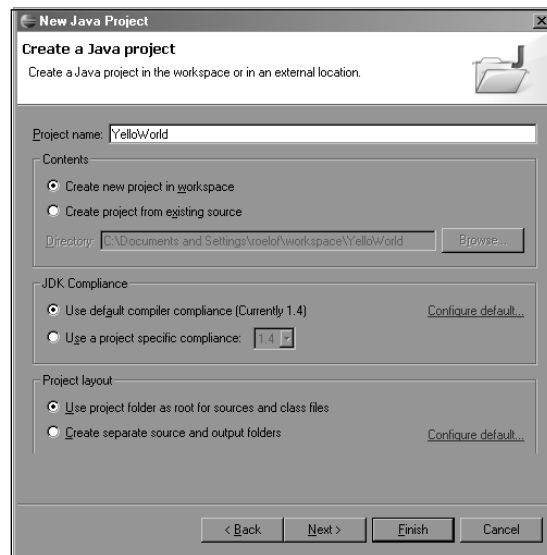 New Java Project
Create a Java project
Create a Java project in the workspace or in an external location.
Project name: YelloWorld
Contents
Create new project in workspace
Create project from existing source
Directory: C:\Documents and Settings\roelof\workspace\YelloWorld Browse...
JDK Compliance
Use default compiler compliance (Currently 1.4) Configure default...
Use a project specific compliance: 1.4
Project layout
Use project folder as root for sources and class files
Create separate source and output folders Configure default...
< Back Next > Finish Cancel